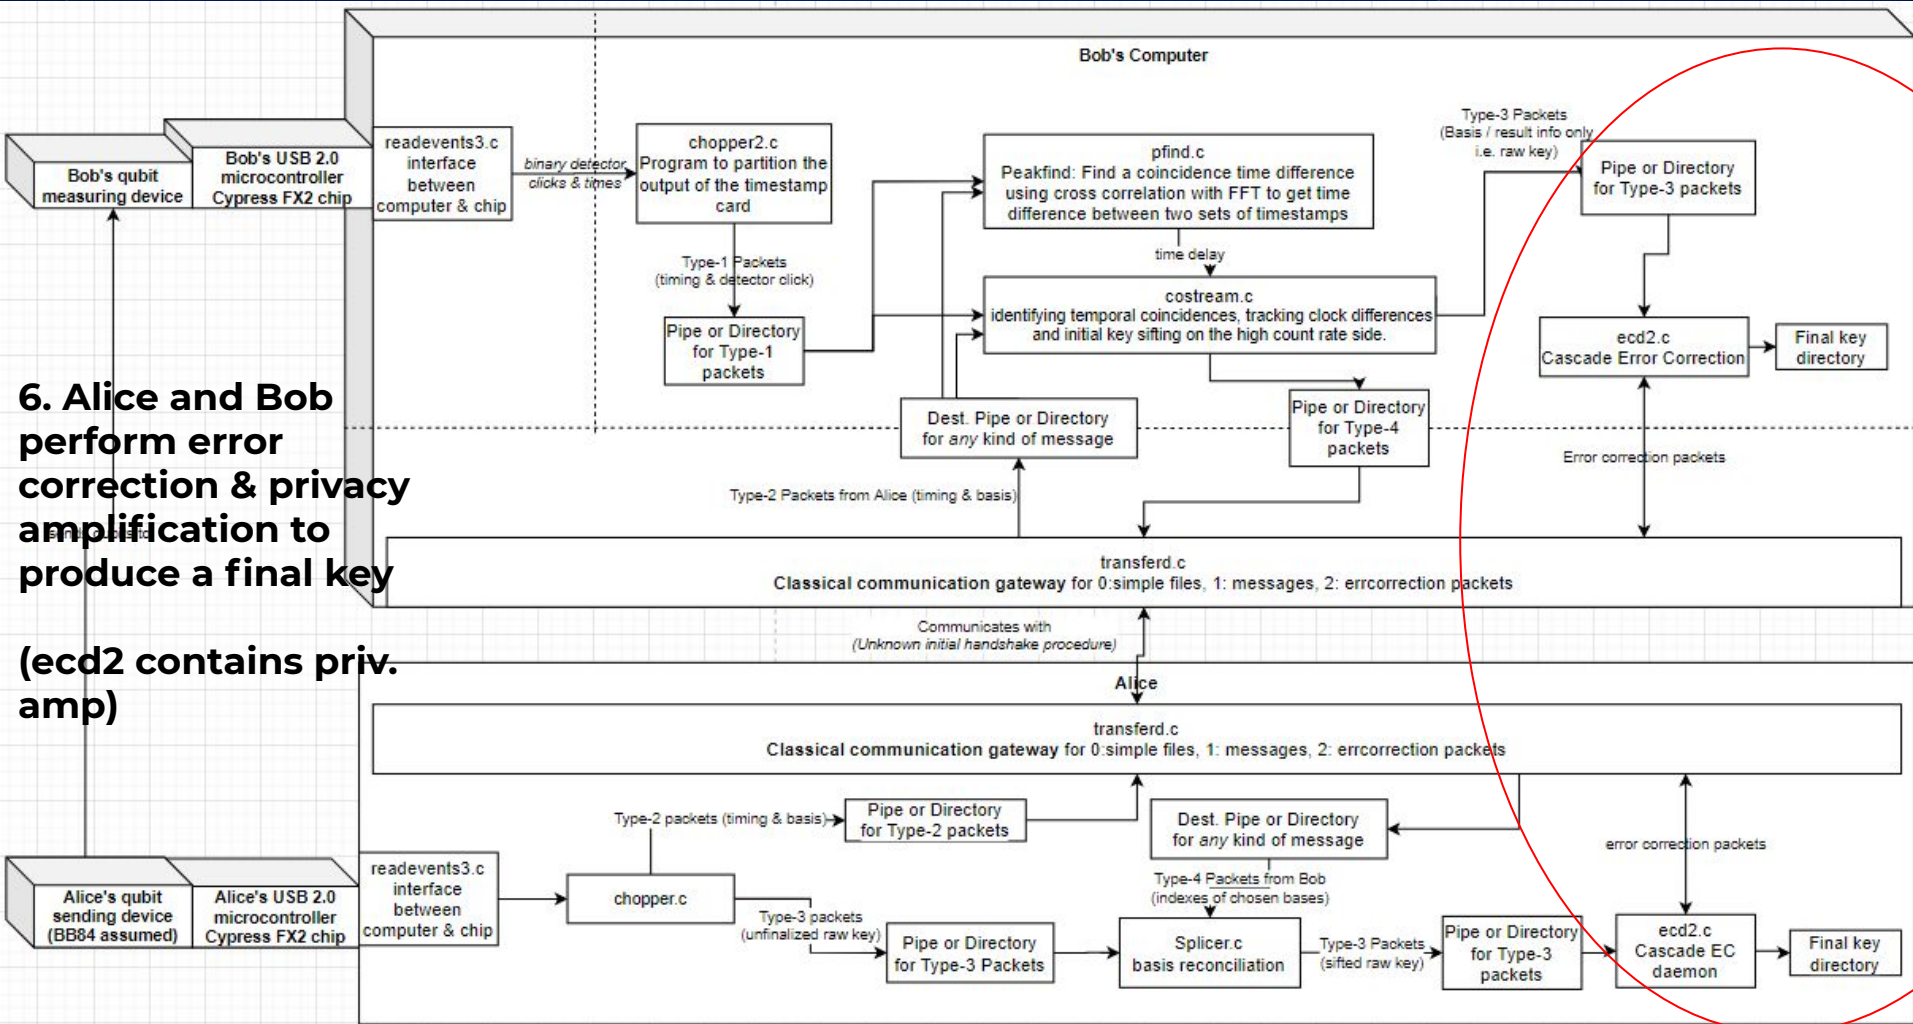 Bob's Computer
Bob's qubit
measuring device
Bob's USB 2.0
microcontroller
Cypress FX2 chip
readevents3.c
interface
between
computer & chip
binary detector
clicks & times
chopper2.c
Program to partition the
output of the timestamp
card
Type-1 Packets
(timing & detector click)
Pipe or Directory
for Type-1
packets
pfind.c
Peakfind: Find a coincidence time difference
using cross correlation with FFT to get time
difference between two sets of timestamps
time delay
costream.c
identifying temporal coincidences, tracking clock differences
and initial key sifting on the high count rate side.
Type-3 Packets
(Basis / result info only
i.e. raw key)
Pipe or Directory
for Type-3 packets
ecd2.c
Cascade Error Correction
Final key
directory
Dest. Pipe or Directory
for any kind of message
Pipe or Directory
for Type-4
packets
Error correction packets
Type-2 Packets from Alice (timing & basis)
6. Alice and Bob
perform error
correction & privacy
amplification to
produce a final key
(ecd2 contains priv.
amp)
sends qubits to
transferd.c
Classical communication gateway for 0:simple files, 1: messages, 2: errcorrection packets
Communicates with
(Unknown initial handshake procedure)
Alice
transferd.c
Classical communication gateway for 0:simple files, 1: messages, 2: errcorrection packets
Type-2 packets (timing & basis)
Pipe or Directory
for Type-2 packets
Dest. Pipe or Directory
for any kind of message
error correction packets
Alice's qubit
sending device
(BB84 assumed)
Alice's USB 2.0
microcontroller
Cypress FX2 chip
readevents3.c
interface
between
computer & chip
chopper.c
Type-3 packets
(unfinalized raw key)
Pipe or Directory
for Type-3 Packets
Type-4 Packets from Bob
(indexes of chosen bases)
Splicer.c
basis reconciliation
Type-3 Packets
(sifted raw key)
Pipe or Directory
for Type-3
packets
ecd2.c
Cascade EC
daemon
Final key
directory